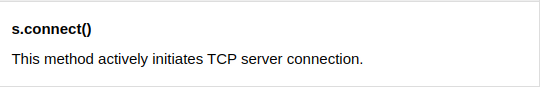 s.connect()
This method actively initiates TCP server connection.